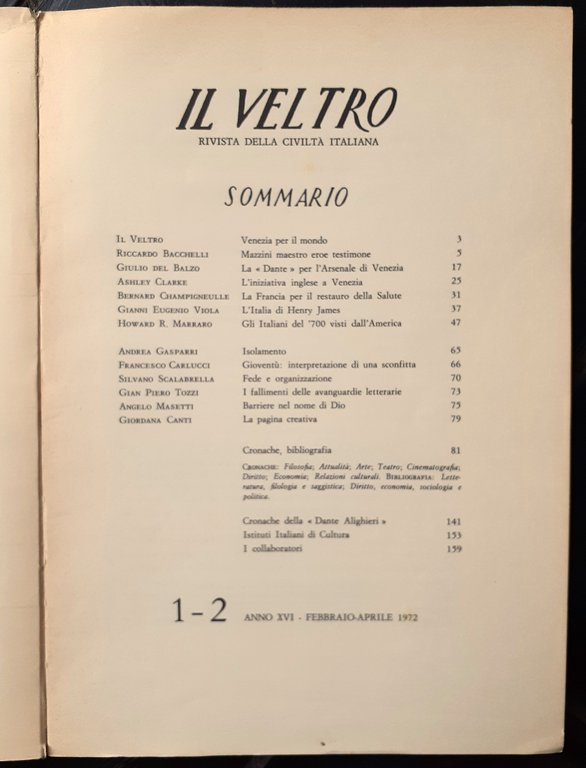 IL VELTRO
RIVISTA DELLA CIVILTÀ ITALIANA
SOMMARIO
IL VELTRO Venezia per il mondo 3
RICCARDO BACCHELLI Mazzini maestro eroe testimone 5
GIULIO DEL BALZO La « Dante » per l'Arsenale di Venezia 17
ASHLEY CLARKE L'iniziativa inglese a Venezia 25
BERNARD CHAMPIGNEULLE La Francia per il restauro della Salute 31
GIANNI EUGENIO VIOLA L'Italia di Henry James 37
HOWARD R. MARRARO Gli Italiani del '700 visti dall'America 47
ANDREA GASPARRI Isolamento 65
FRANCESCO CARLUCCI Gioventù: interpretazione di una sconfitta 66
SILVANO SCALABRELLA Fede e organizzazione 70
GIAN PIERO TOZZI I fallimenti delle avanguardie letterarie 73
ANGELO MASETTI Barriere nel nome di Dio 75
GIORDANA CANTI La pagina creativa 79
Cronache, bibliografia 81
CRONACHE: Filosofia; Attualità; Arte; Teatro; Cinematografia;
Diritto; Economia; Relazioni culturali. BIBLIOGRAFIA: Lette-
ratura, filologia e saggistica; Diritto, economia, sociologia e
politica.
Cronache della « Dante Alighieri » 141
Istituti Italiani di Cultura 153
I collaboratori 159
1-2 ANNO XVI - FEBBRAIO-APRILE 1972